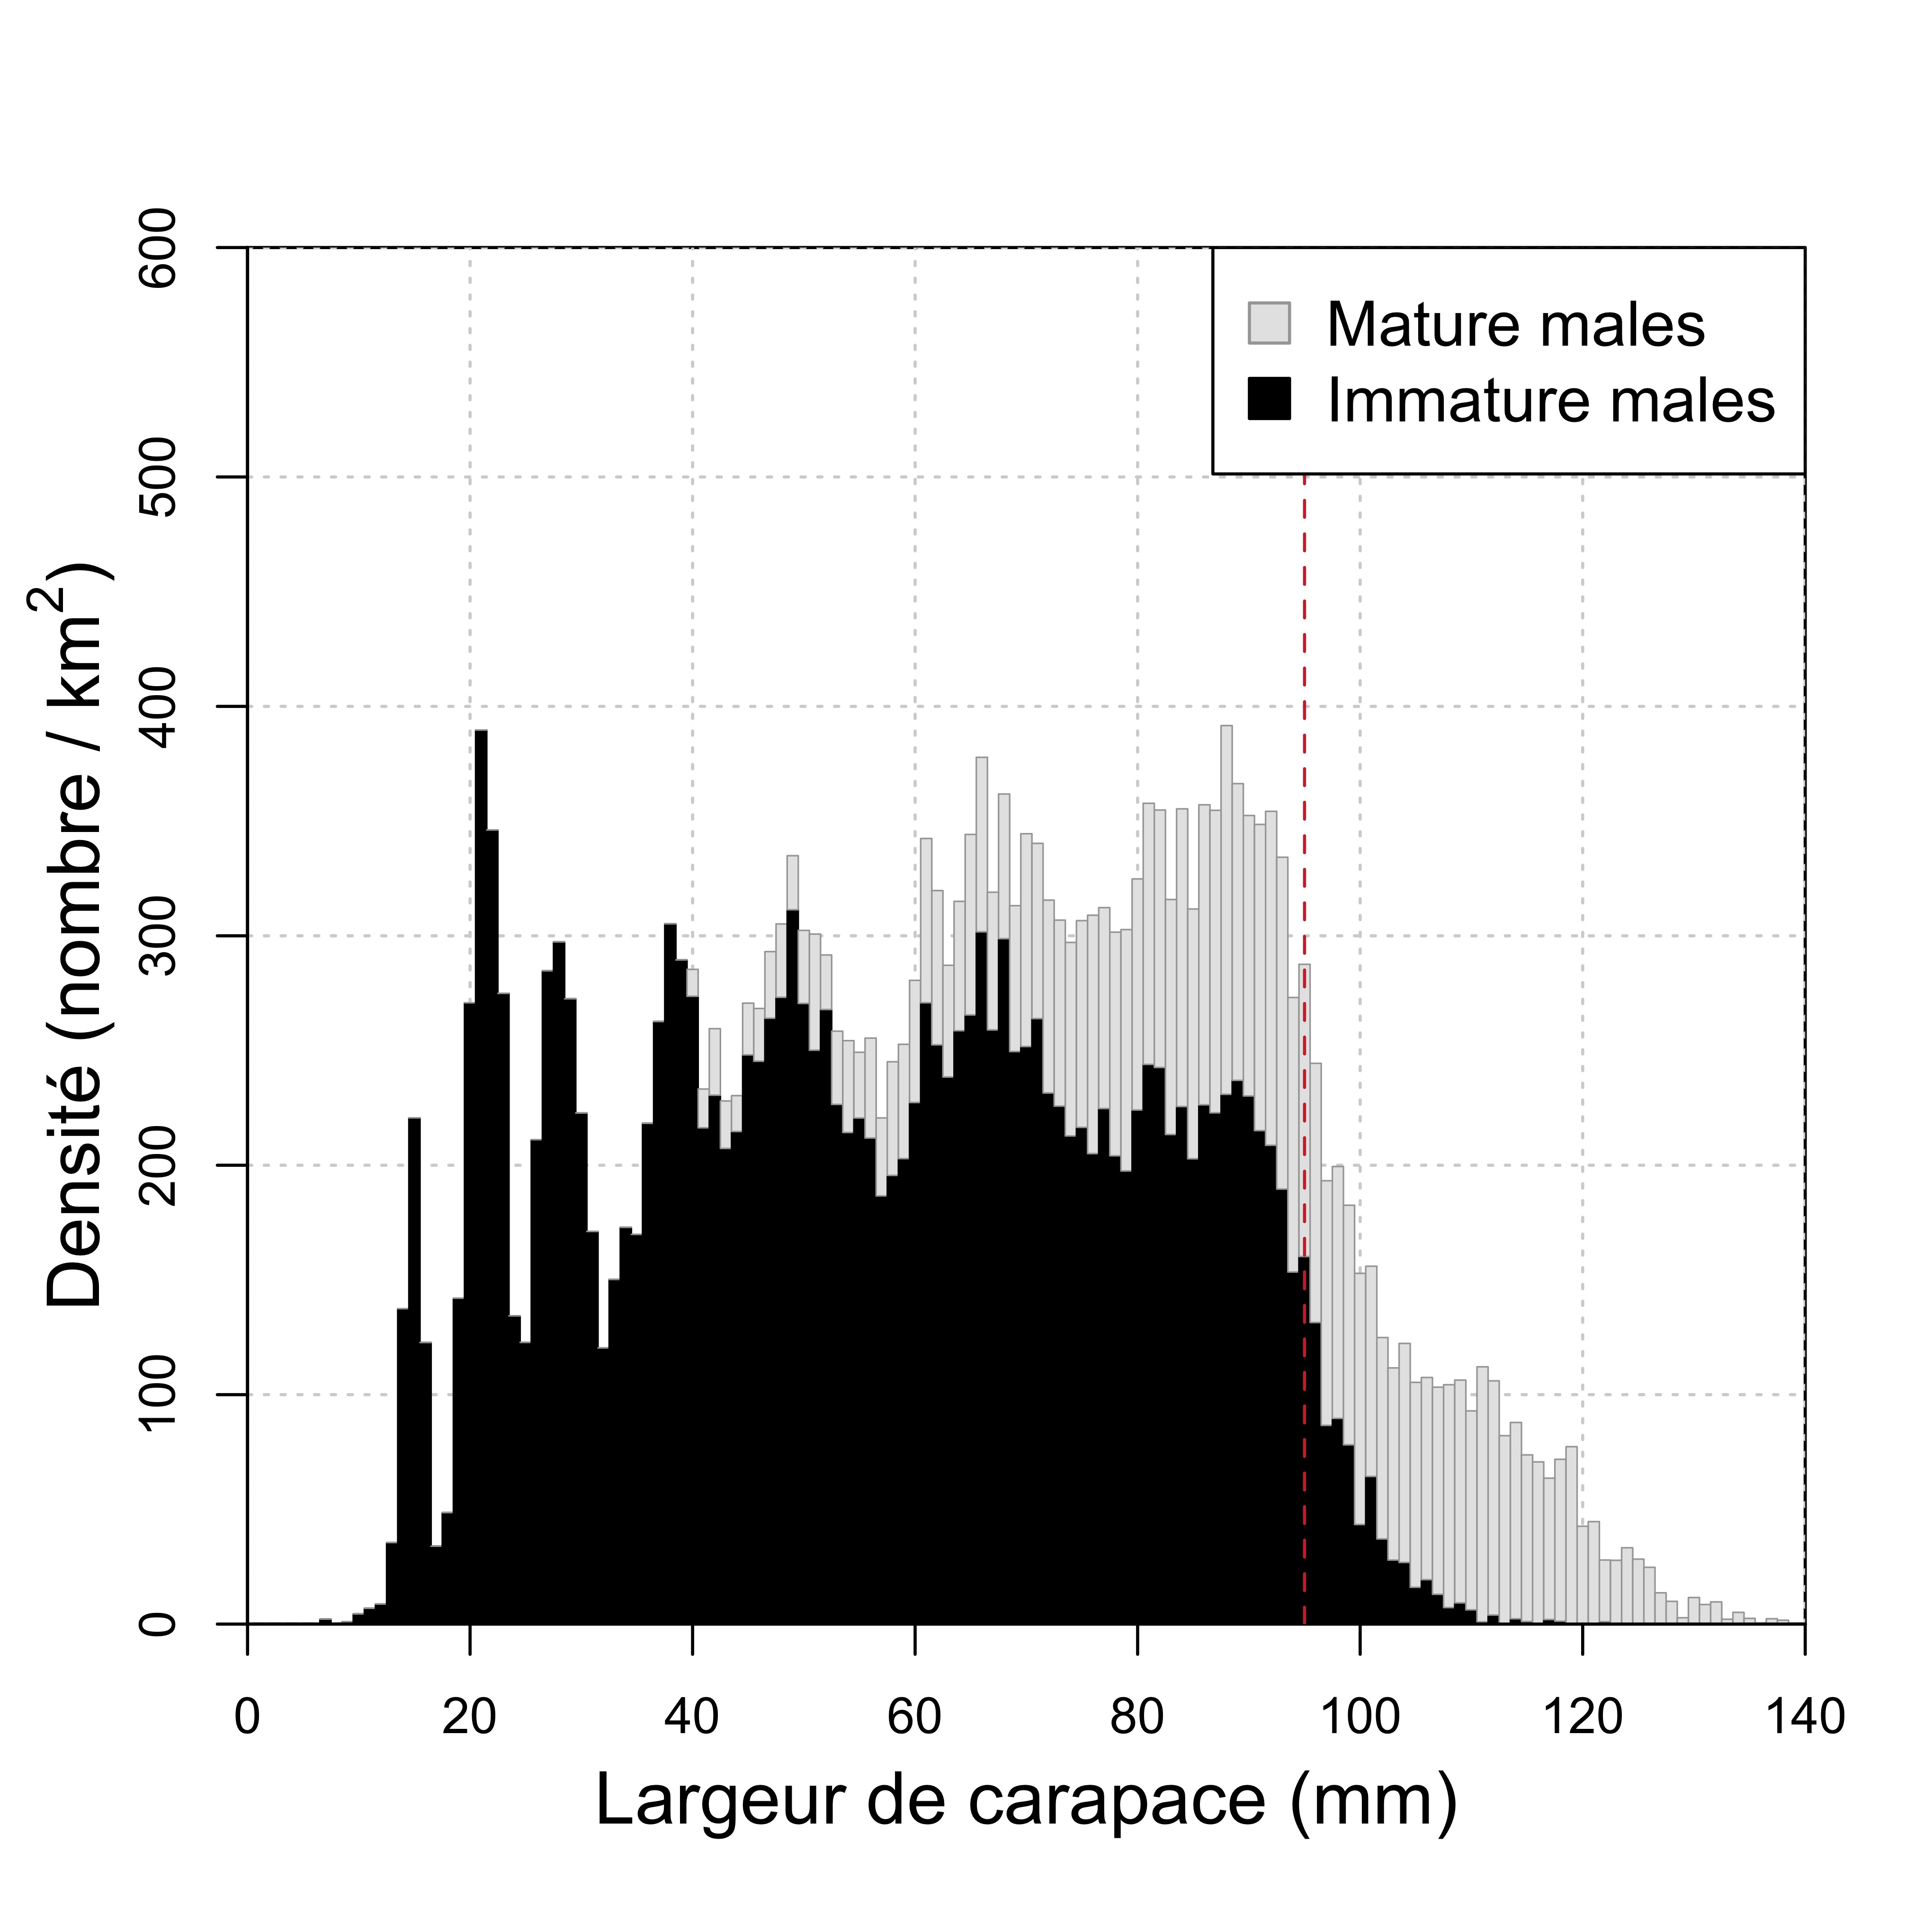 Mature males
Immature males
Densité (nombre / km²)
600
500
400
300
200
100
0
0 20 40 60 80 100 120 140
Largeur de carapace (mm)